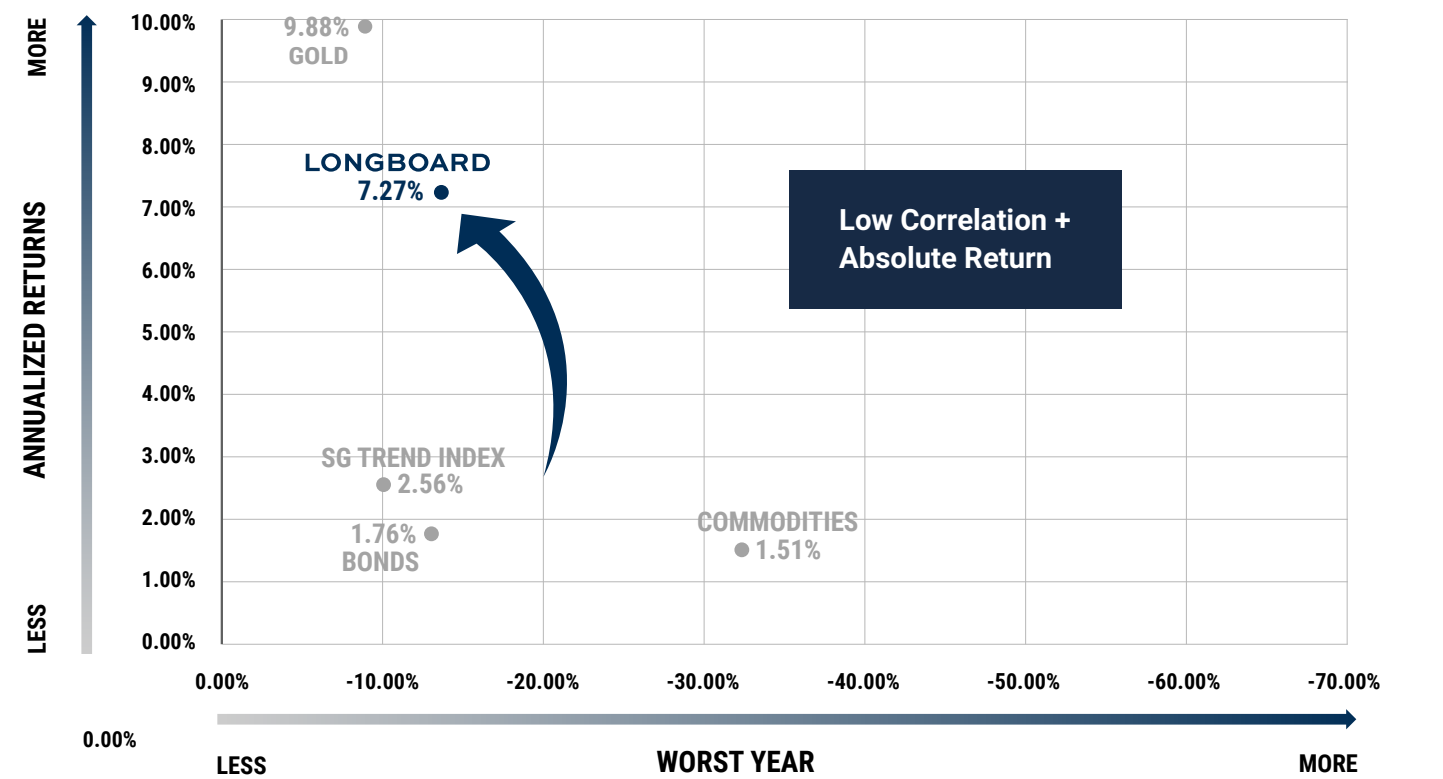 MORE
ANNUALIZED RETURNS
LESS
10.00%
9.00%
8.00%
7.00%
6.00%
5.00%
4.00%
3.00%
2.00%
1.00%
0.00%
9.88%
GOLD
LONGBOARD
7.27%
Low Correlation +
Absolute Return
SG TREND INDEX
2.56%
1.76%
BONDS
COMMODITIES
1.51%
0.00%
-10.00%
-20.00%
-30.00%
-40.00%
-50.00%
-60.00%
-70.00%
0.00%
LESS
WORST YEAR
MORE